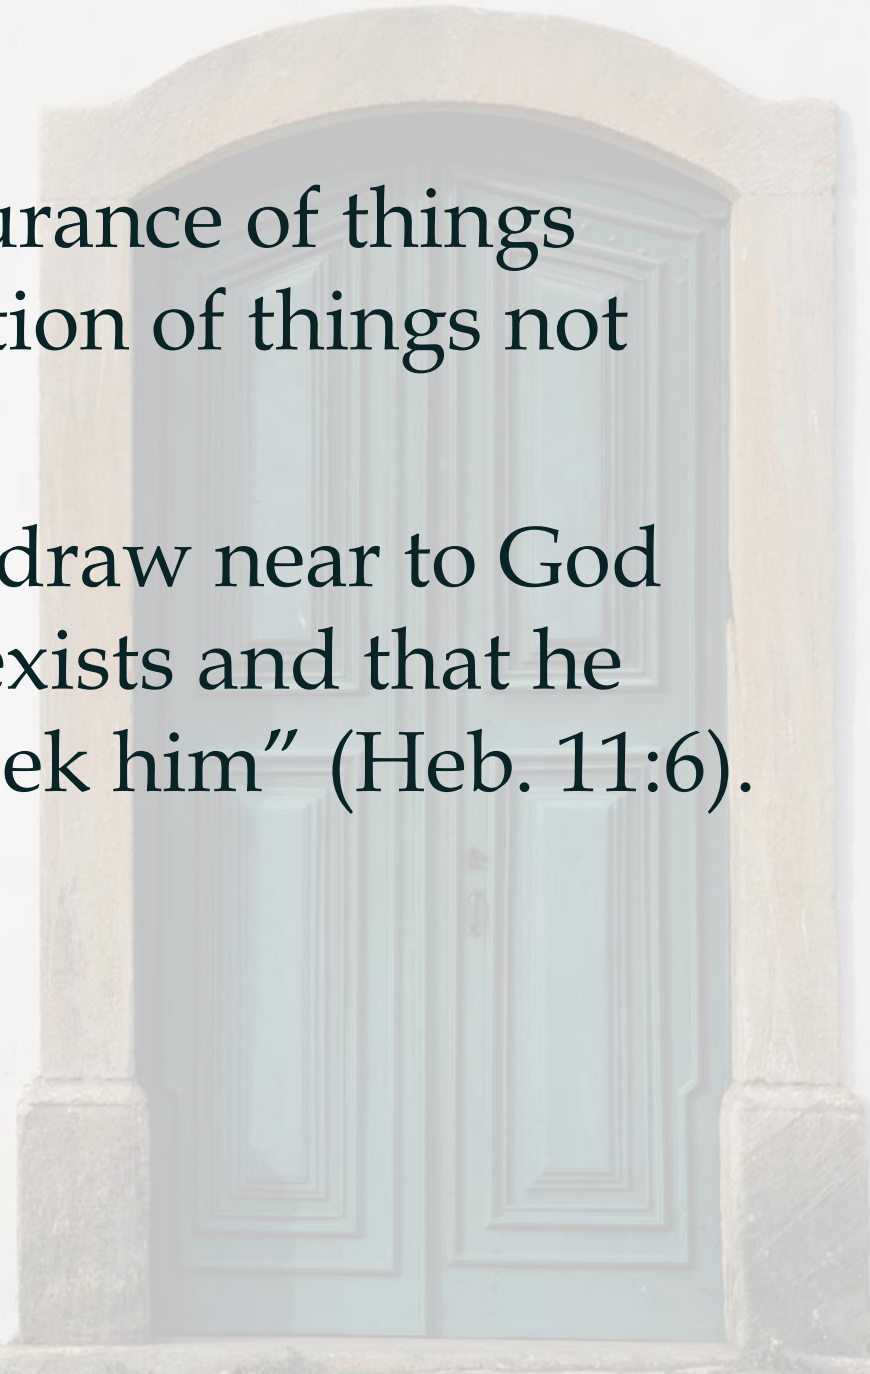 urance of things
tion of things not
draw near to God
exists and that he
ek him” (Heb. 11:6).